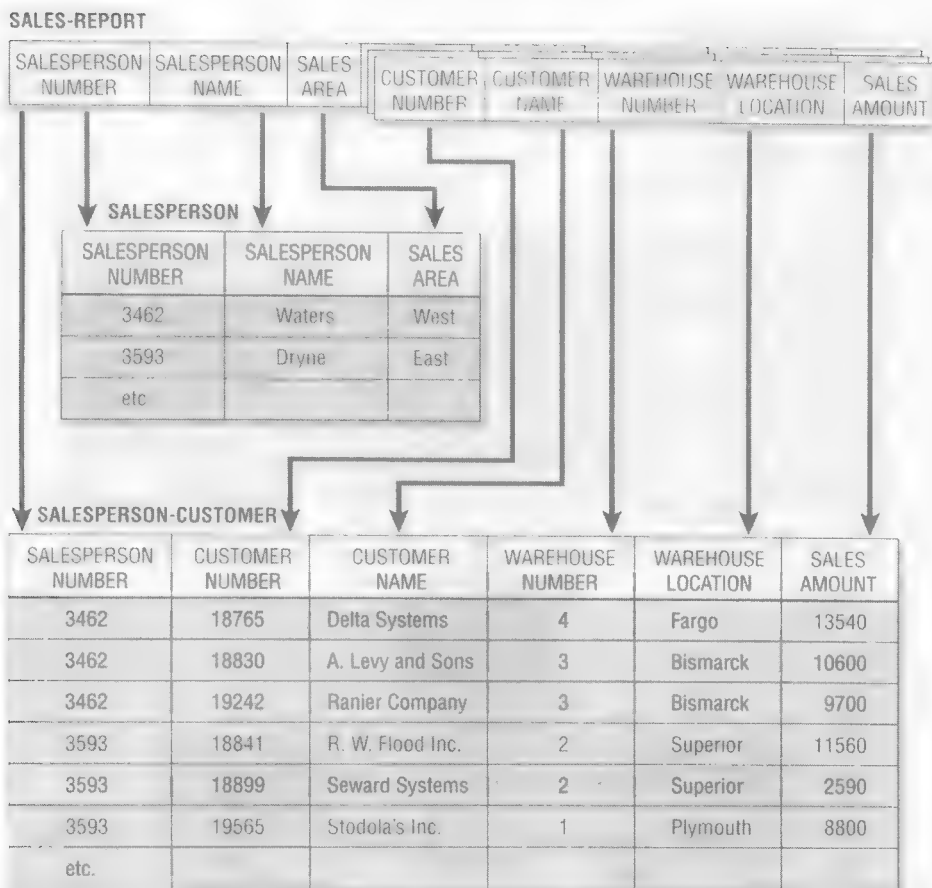 SALES-REPORT
SALESPERSON NUMBER SALESPERSON NAME SALES AREA CUSTOMER NUMBER CUSTOMER NAME WAREHOUSE NUMBER WAREHOUSE LOCATION SALES AMOUNT
SALESPERSON
SALESPERSON NUMBER SALESPERSON NAME SALES AREA
3462 Waters West
3593 Dryne East
etc
SALESPERSON-CUSTOMER
SALESPERSON NUMBER CUSTOMER NUMBER CUSTOMER NAME WAREHOUSE NUMBER WAREHOUSE LOCATION SALES AMOUNT
3462 18765 Delta Systems 4 Fargo 13540
3462 18830 A. Levy and Sons 3 Bismarck 10600
3462 19242 Ranier Company 3 Bismarck 9700
3593 18841 R. W. Flood Inc. 2 Superior 11560
3593 18899 Seward Systems 2 Superior 2590
3593 19565 Stodola's Inc. 1 Plymouth 8800
etc.